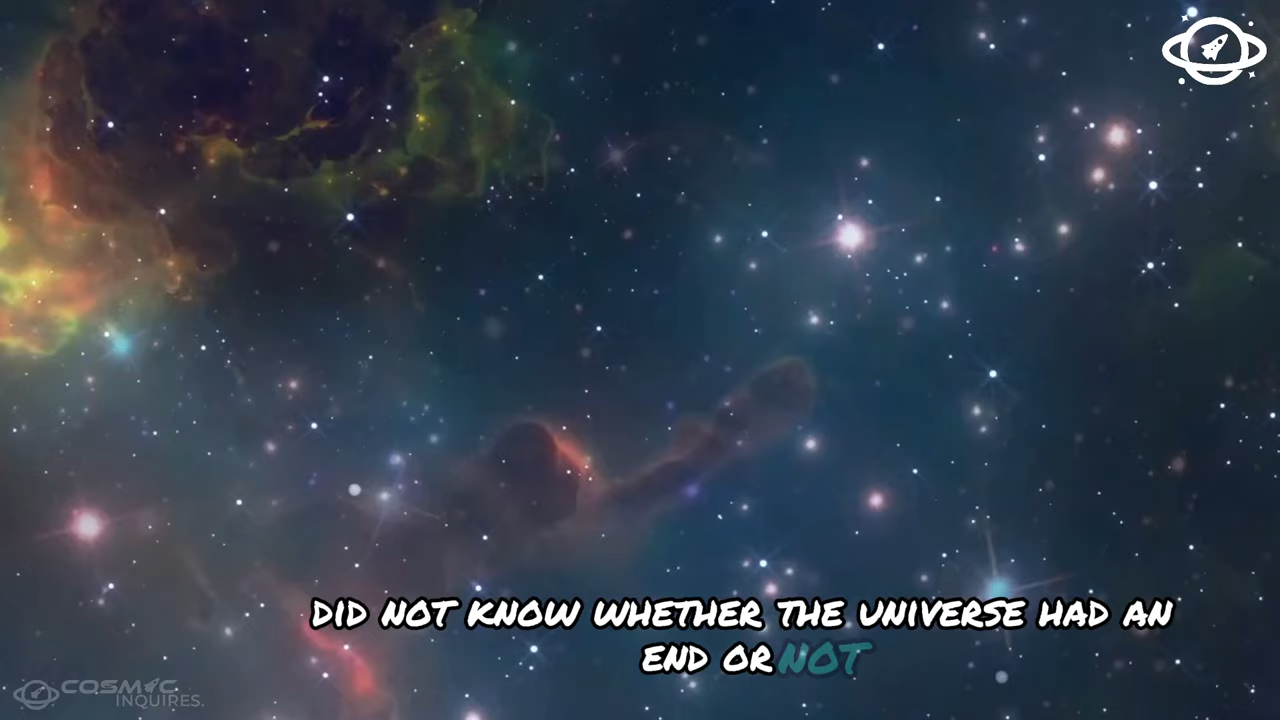 DID NOT KNOW WHETHER THE UNIVERSE HAD AN
END OR NOT
COSMIC
INQUIRES.